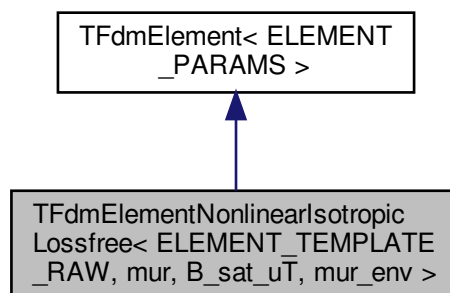 TFdmElement< ELEMENT
_PARAMS >
TFdmElementNonlinearIsotropic
Lossfree< ELEMENT_TEMPLATE
_RAW, mur, B_sat_uT, mur_env >